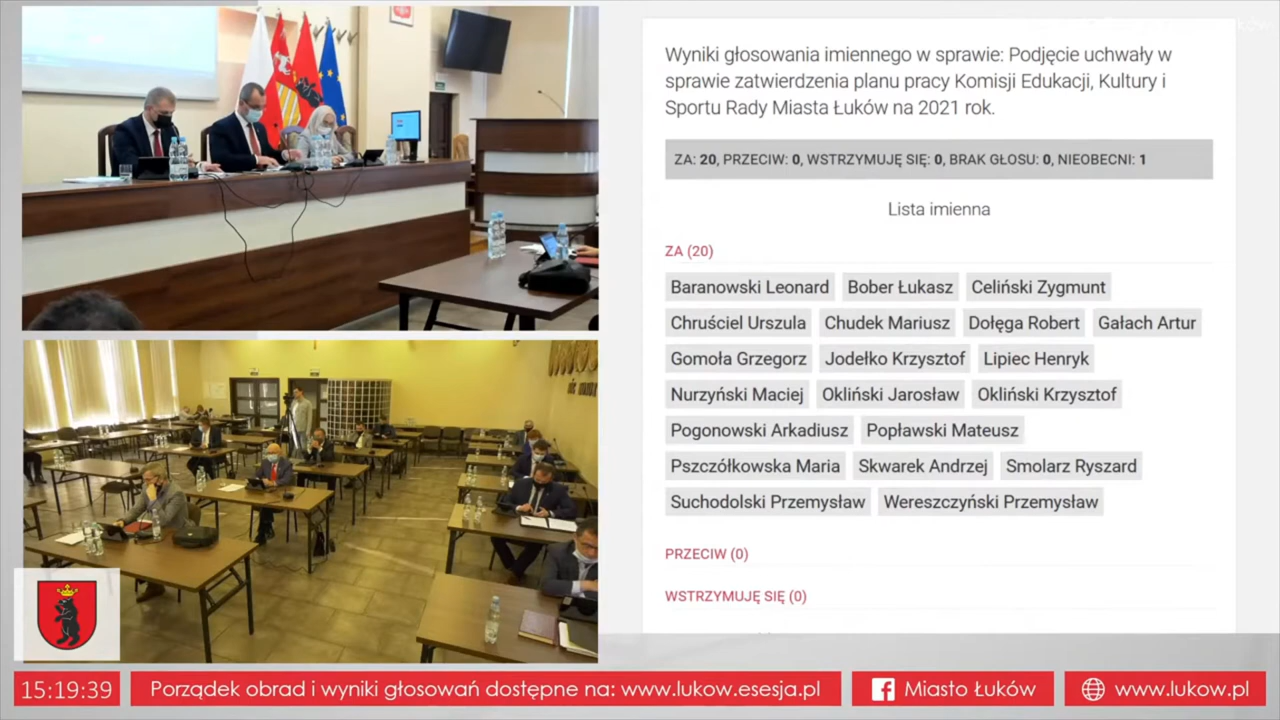 Wyniki głosowania imiennego w sprawie: Podjęcie uchwały w
sprawie zatwierdzenia planu pracy Komisji Edukacji, Kultury i
Sportu Rady Miasta Łuków na 2021 rok.
ZA: 20, PRZECIW: 0, WSTRZYMUJĘ SIĘ: 0, BRAK GŁOSU: 0, NIEOBECNI: 1
Lista imienna
ZA (20)
Baranowski Leonard Bober Łukasz Celiński Zygmunt
Chruściel Urszula Chudek Mariusz Dołęga Robert Gałach Artur
Gomoła Grzegorz Jodełko Krzysztof Lipiec Henryk
Nurzyński Maciej Okliński Jarosław Okliński Krzysztof
Pogonowski Arkadiusz Popławski Mateusz
Pszczółkowska Maria Skwarek Andrzej Smolarz Ryszard
Suchodolski Przemysław Wereszczyński Przemysław
PRZECIW (0)
WSTRZYMUJĘ SIĘ (0)
15:19:39 Porządek obrad i wyniki głosowań dostępne na: www.lukow.esesja.pl Miasto Łuków www.lukow.pl